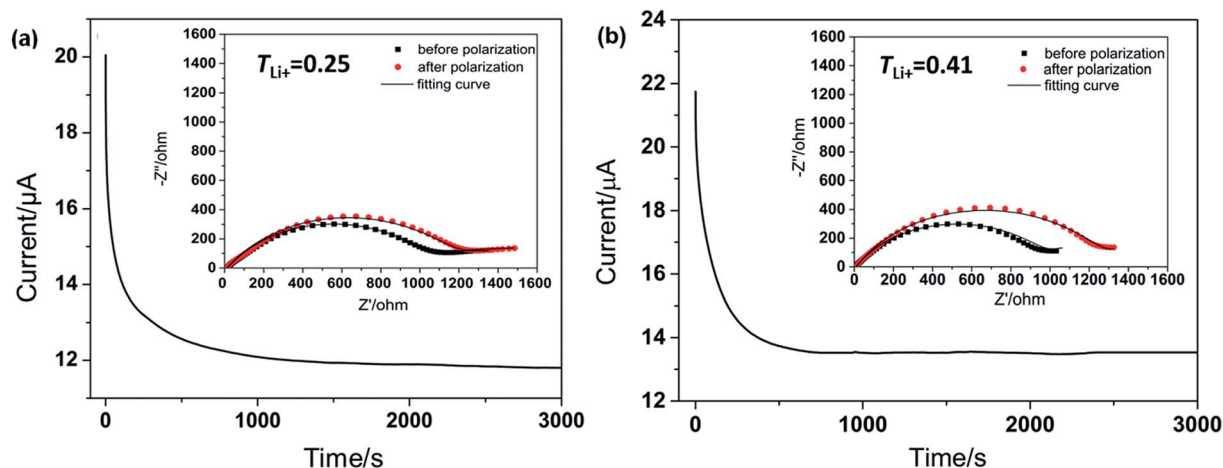 (a)
20
18
16
14
12
Current/μA
0
1000
2000
3000
Time/s
T Li+=0.25
before polarization
after polarization
fitting curve
1600
1400
1200
1000
800
600
400
200
0
-Z''/ohm
0 200 400 600 800 1000 1200 1400 1600
Z'/ohm
(b)
24
22
20
18
16
14
12
Current/μA
0
1000
2000
3000
Time/s
T Li+=0.41
before polarization
after polarization
fitting curve
1600
1400
1200
1000
800
600
400
200
0
-Z''/ohm
0 200 400 600 800 1000 1200 1400 1600
Z'/ohm